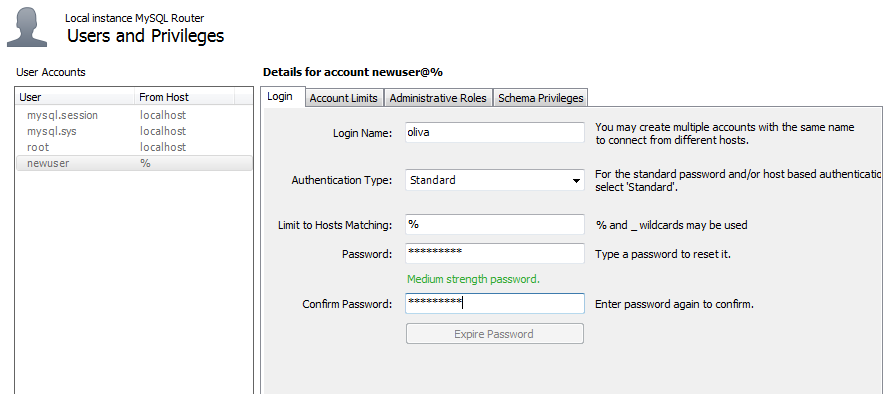 Local instance MySQL Router
Users and Privileges
User Accounts
User From Host
mysql.session localhost
mysql.sys localhost
root localhost
newuser %
Details for account newuser@%
Login Account Limits Administrative Roles Schema Privileges
Login Name: oliva You may create multiple accounts with the same name
to connect from different hosts.
Authentication Type: Standard For the standard password and/or host based authenticatio
select 'Standard'.
Limit to Hosts Matching: % % and _ wildcards may be used
Password: ********* Type a password to reset it.
Medium strength password.
Confirm Password: ********* Enter password again to confirm.
Expire Password